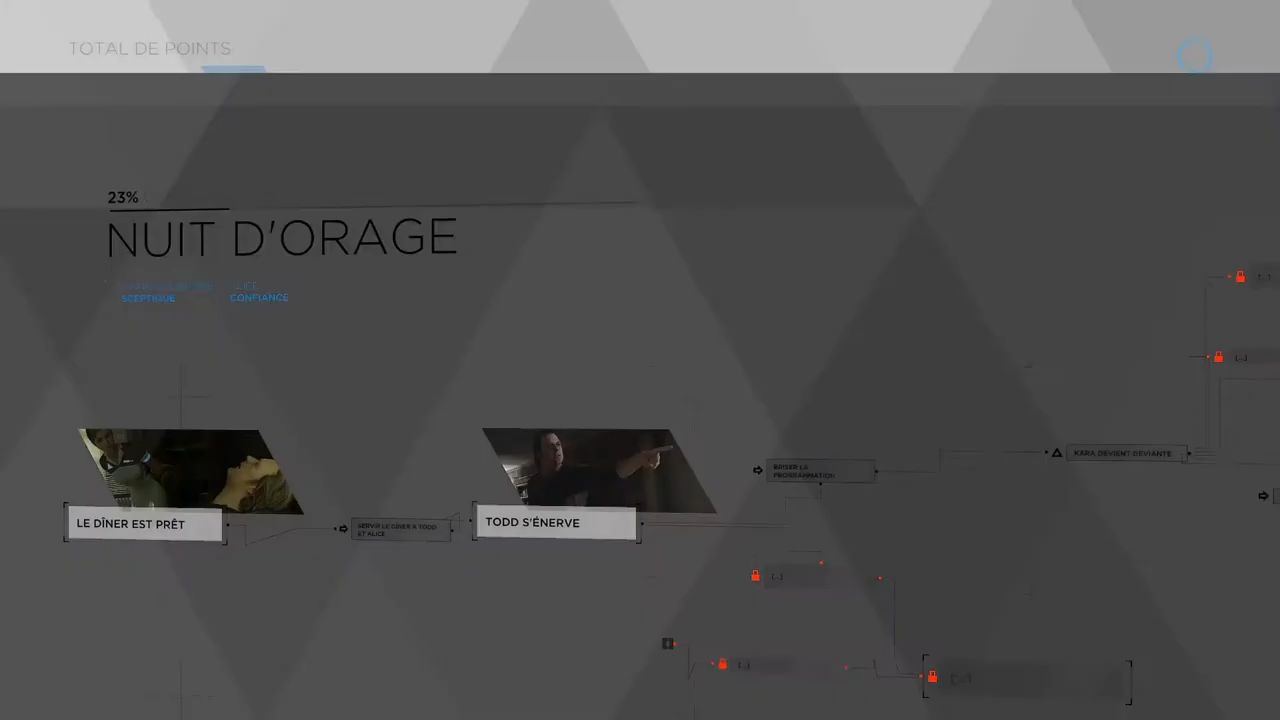 TOTAL DE POINTS
23%
NUIT D'ORAGE
SCEPTIQUE
CONFIANCE
BRISER LA
PROGRAMMATION
KARA DEVIENT DÉVIANTE
LE DÎNER EST PRÊT
SERVIR LE DÎNER À TODD
ET ALICE
TODD S'ÉNERVE